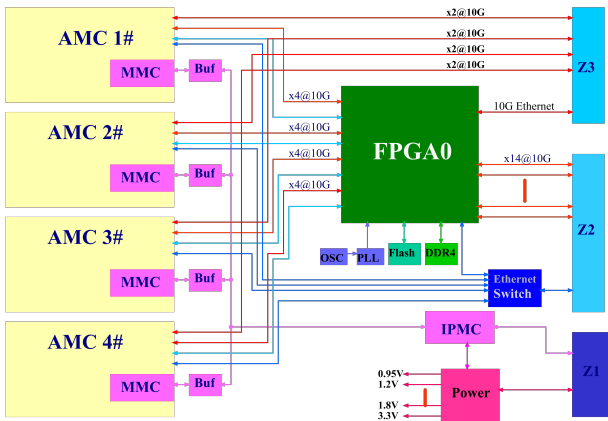 AMC 1#
MMC
Buf
x2@10G
x2@10G
x2@10G
x2@10G
Z3
10G Ethernet
x4@10G
x4@10G
x4@10G
x4@10G
FPGA0
AMC 2#
MMC
Buf
x14@10G
Z2
AMC 3#
MMC
Buf
OSC
PLL
Flash
DDR4
Ethernet
Switch
AMC 4#
MMC
Buf
IPMC
Z1
Power
0.95V
1.2V
1.8V
3.3V